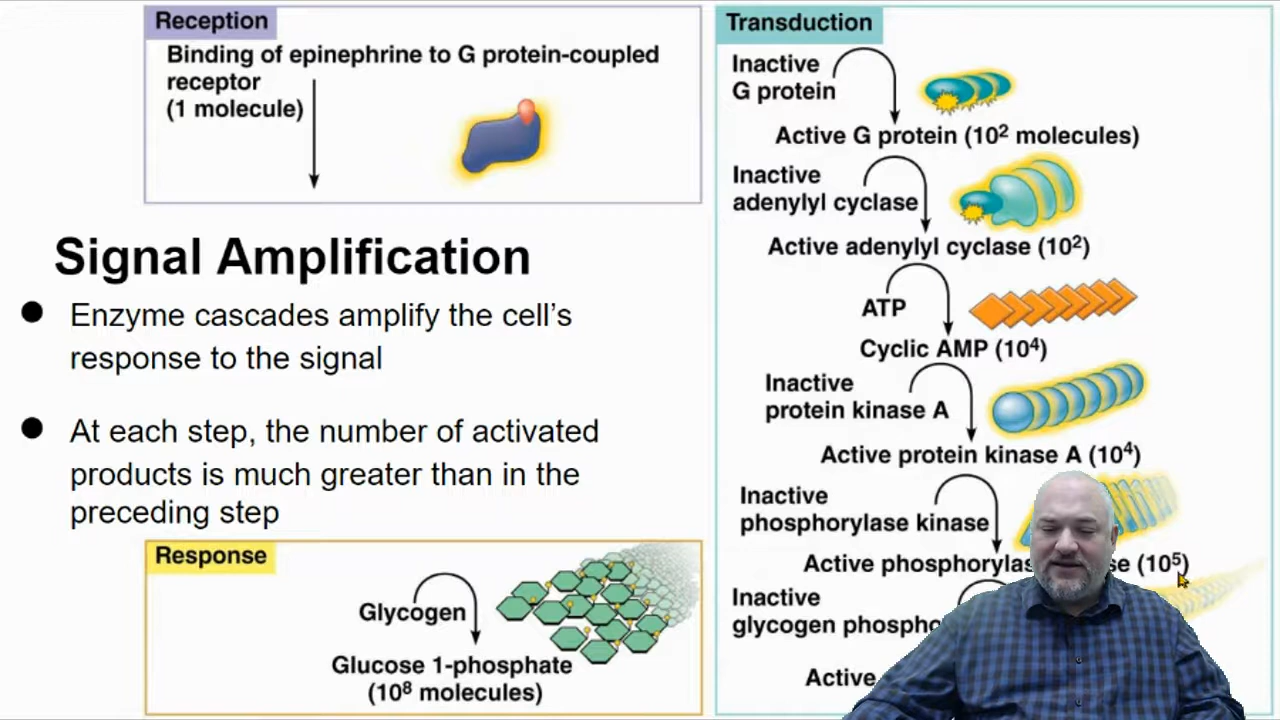 Reception
Binding of epinephrine to G protein-coupled
receptor
(1 molecule)
Signal Amplification
● Enzyme cascades amplify the cell’s
response to the signal
● At each step, the number of activated
products is much greater than in the
preceding step
Response
Glycogen
Glucose 1-phosphate
(10⁸ molecules)
Transduction
Inactive
G protein
Active G protein (10² molecules)
Inactive
adenylyl cyclase
Active adenylyl cyclase (10²)
ATP
Cyclic AMP (10⁴)
Inactive
protein kinase A
Active protein kinase A (10⁴)
Inactive
phosphorylase kinase
Active (10⁵)
Inactive
glycogen
Active